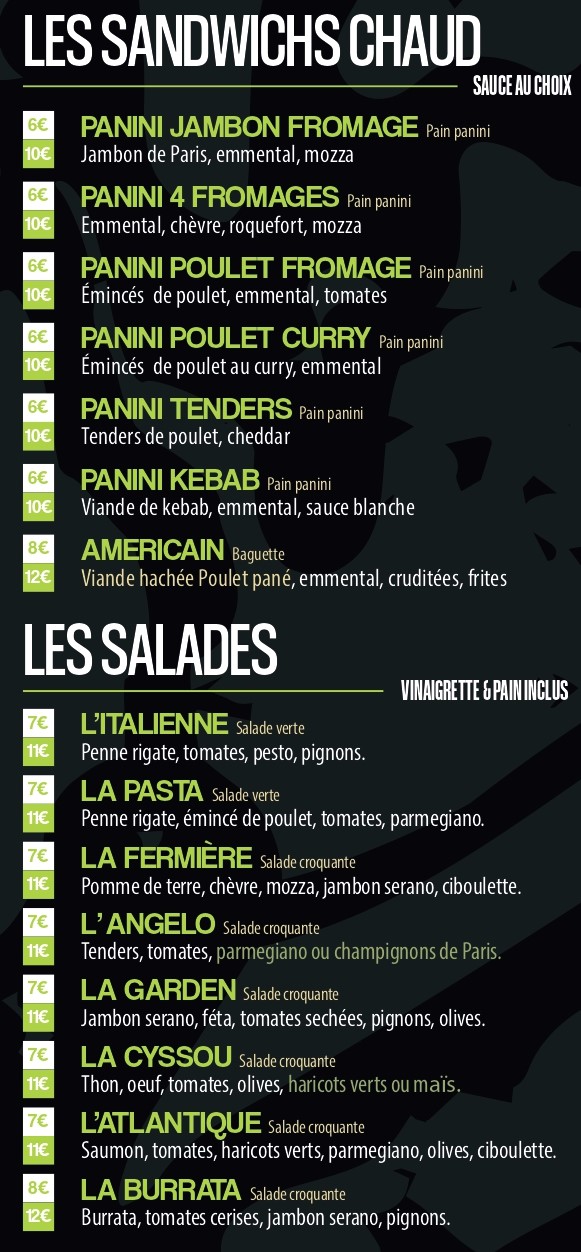 LES SANDWICHS CHAUD
SAUCE AU CHOIX
6€ PANINI JAMBON FROMAGE Pain panini
10€ Jambon de Paris, emmental, mozza
6€ PANINI 4 FROMAGES Pain panini
10€ Emmental, chèvre, roquefort, mozza
6€ PANINI POULET FROMAGE Pain panini
10€ Émincés de poulet, emmental, tomates
6€ PANINI POULET CURRY Pain panini
10€ Émincés de poulet au curry, emmental
6€ PANINI TENDERS Pain panini
10€ Tenders de poulet, cheddar
6€ PANINI KEBAB Pain panini
10€ Viande de kebab, emmental, sauce blanche
8€ AMERICAIN Baguette
12€ Viande hachée Poulet pané, emmental, cruditées, frites
LES SALADES
VINAIGRETTE & PAIN INCLUS
7€ L'ITALIENNE Salade verte
11€ Penne rigate, tomates, pesto, pignons.
7€ LA PASTA Salade verte
11€ Penne rigate, émincé de poulet, tomates, parmegiano.
7€ LA FERMIÈRE Salade croquante
11€ Pomme de terre, chèvre, mozza, jambon serano, ciboulette.
7€ L' ANGELO Salade croquante
11€ Tenders, tomates, parmegiano ou champignons de Paris.
7€ LA GARDEN Salade croquante
11€ Jambon serano, féta, tomates sechées, pignons, olives.
7€ LA CYSSOU Salade croquante
11€ Thon, oeuf, tomates, olives, haricots verts ou maïs.
7€ L'ATLANTIQUE Salade croquante
11€ Saumon, tomates, haricots verts, parmegiano, olives, ciboulette.
8€ LA BURRATA Salade croquante
12€ Burrata, tomates cerises, jambon serano, pignons.